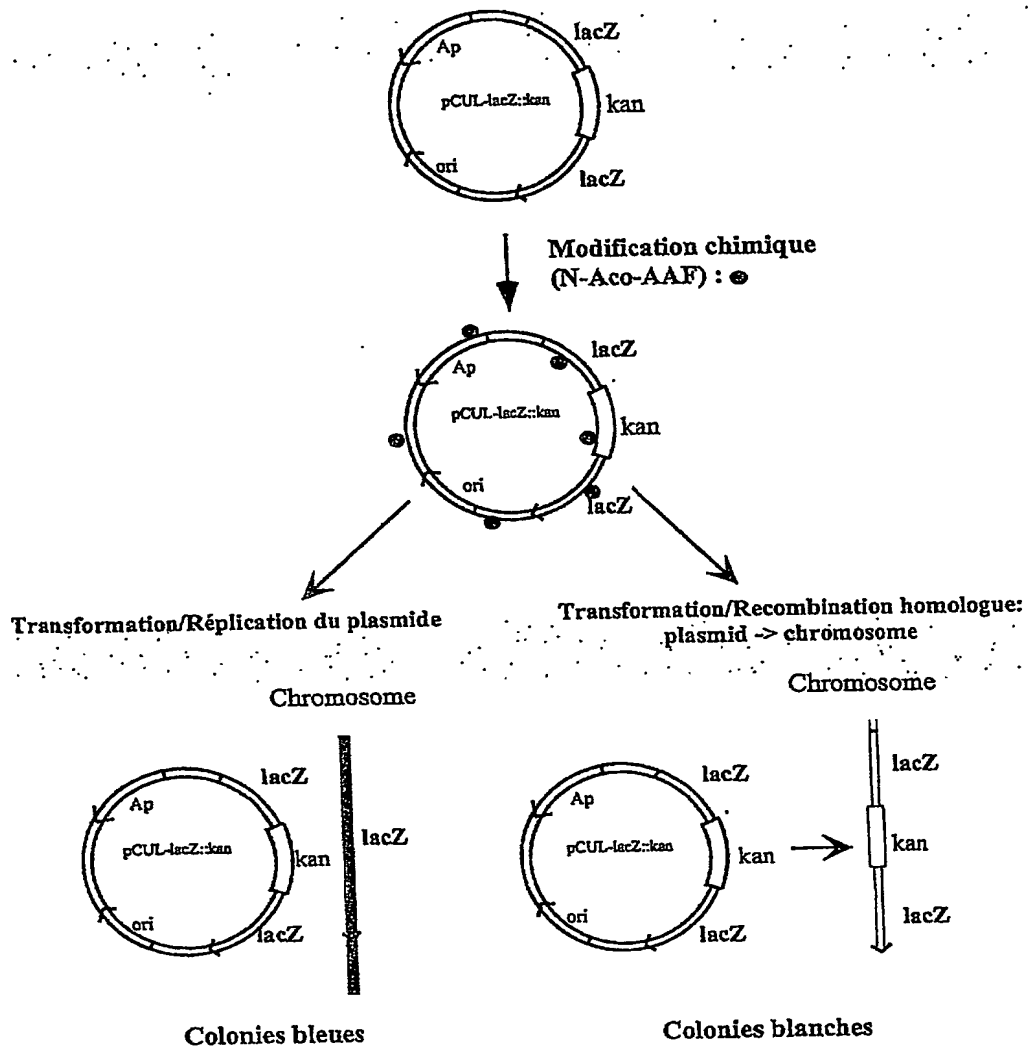 lacZ
Ap
pCUL-lacZ::kan
kan
ori
lacZ
Modification chimique
(N-Aco-AAF) :
lacZ
Ap
pCUL-lacZ::kan
kan
ori
lacZ
Transformation/Réplication du plasmide
Transformation/Recombination homologue:
plasmid -> chromosome
Chromosome
Chromosome
lacZ
Ap
lacZ
pCUL-lacZ::kan
kan
ori
lacZ
lacZ
Ap
pCUL-lacZ::kan
kan
ori
lacZ
lacZ
kan
lacZ
Colonies bleues
Colonies blanches